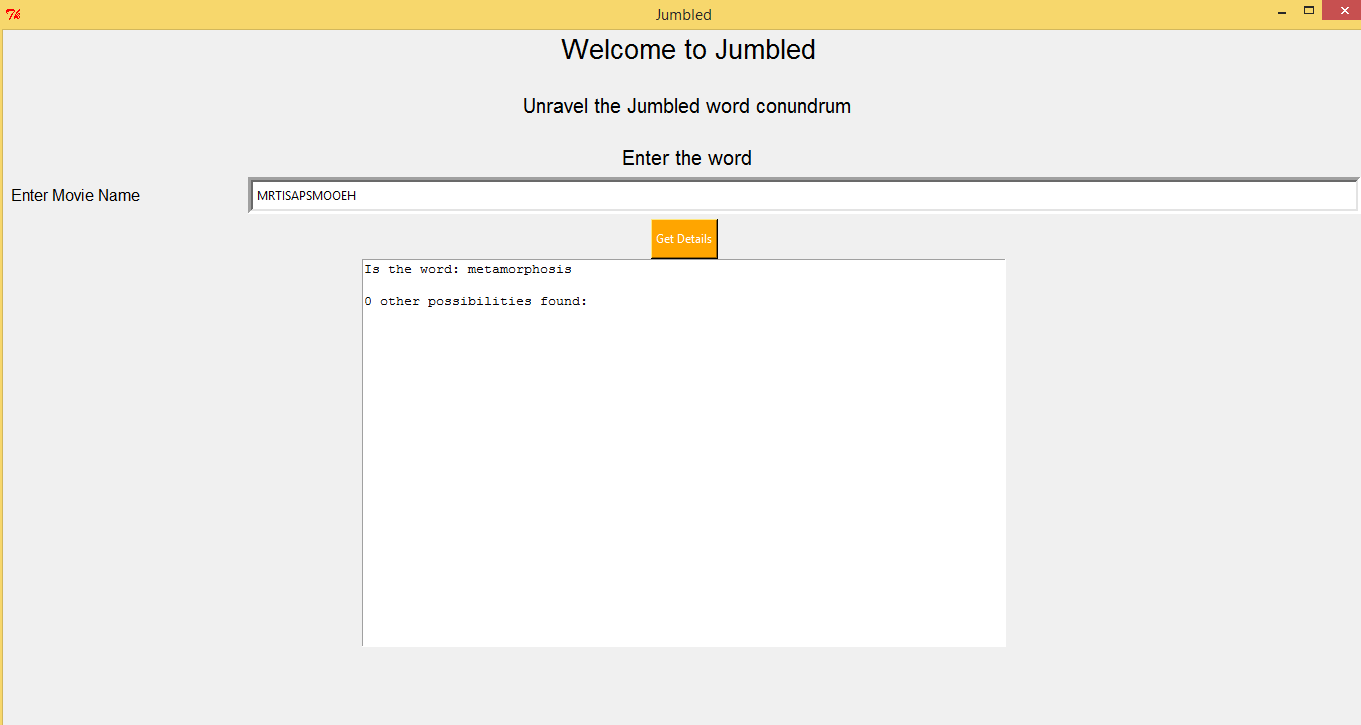 Jumbled
Welcome to Jumbled
Unravel the Jumbled word conundrum
Enter the word
Enter Movie Name MRTISAPSMOOEH
Get Details
Is the word: metamorphosis
0 other possibilities found: